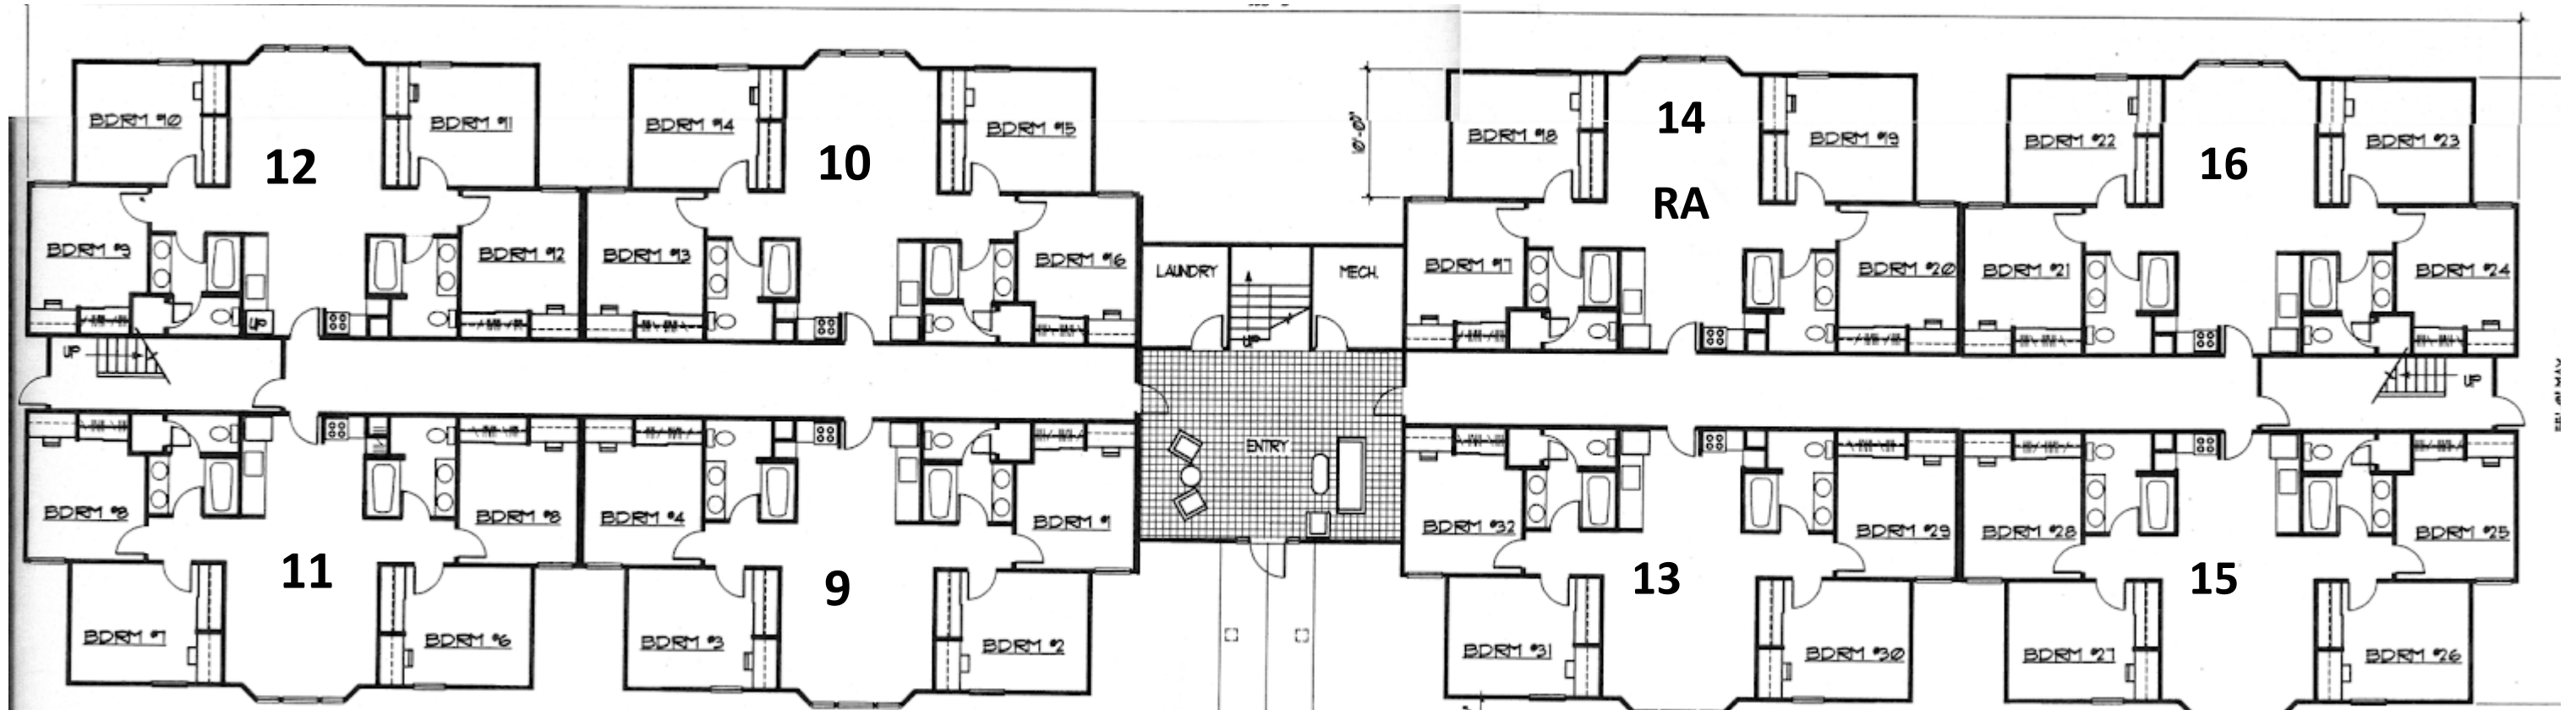 BDRM #10
12
BDRM #11
BDRM #14
10
BDRM #15
10'-0"
BDRM #18
14
RA
BDRM #19
BDRM #22
16
BDRM #23
BDRM #9
BDRM #12
BDRM #13
BDRM #16
LAUNDRY
MECH.
BDRM #17
BDRM #20
BDRM #21
BDRM #24
UP
UP
UP
UP
ENTRY
BDRM #8
BDRM #8
BDRM #4
BDRM #1
BDRM #32
BDRM #29
BDRM #28
BDRM #25
11
9
13
15
BDRM #7
BDRM #6
BDRM #3
BDRM #2
BDRM #31
BDRM #30
BDRM #27
BDRM #26